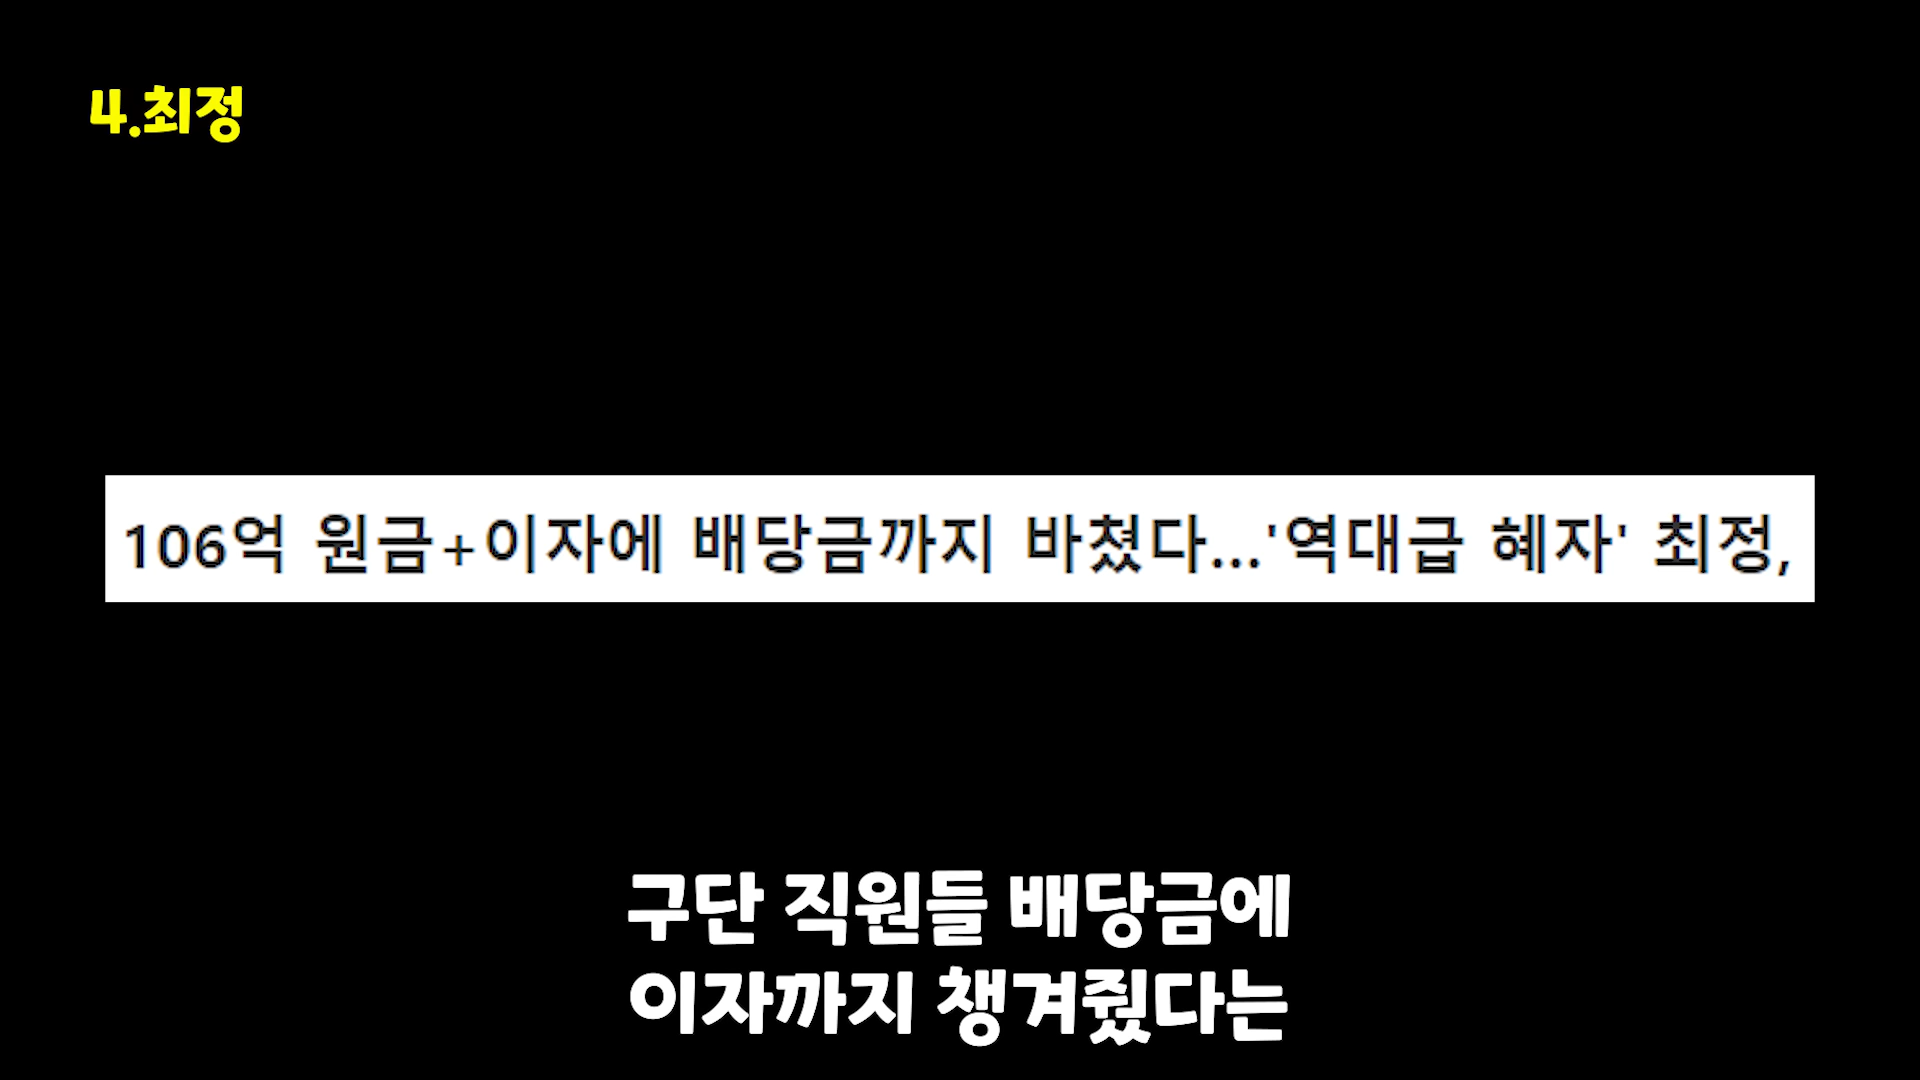 4.최정
106억 원금+이자에 배당금까지 바쳤다...'역대급 혜자' 최정,
구단 직원들 배당금에
이자까지 챙겨줬다는